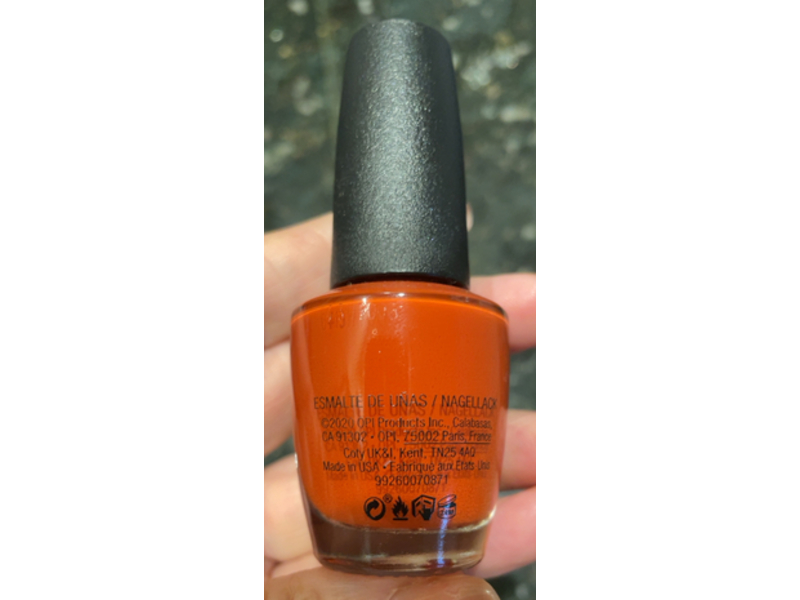 ESMALTE DE UÑAS / NAGELLACK
©2020 OPI Products Inc., Calabasas,
CA 91302 • OPI, 75002 Paris, France
Coty UK&I, Kent, TN25 4AQ
Made in USA • Fabriqué aux États Unis
99260070871